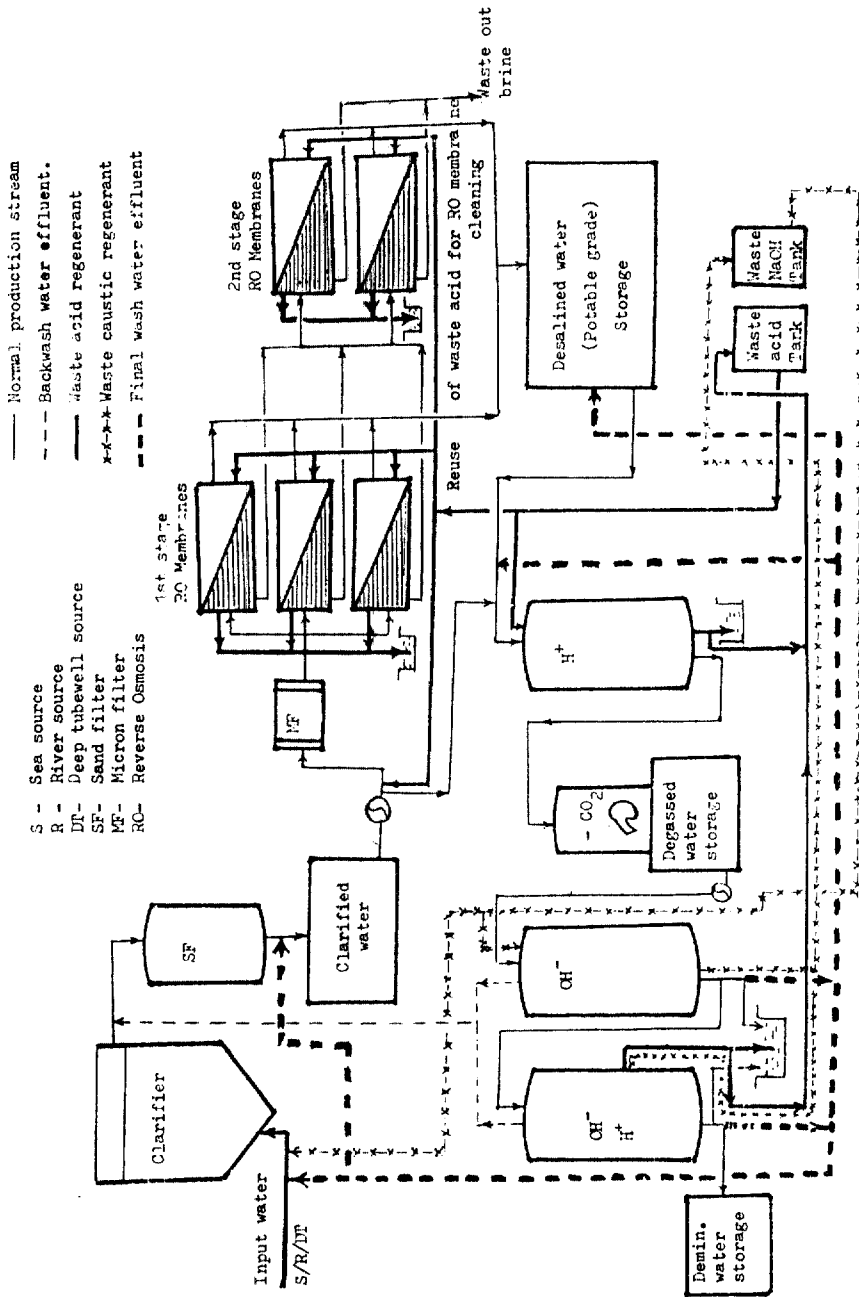 S - Sea source
R - River source
DT- Deep tubewell source
SF- Sand filter
MF- Micron filter
RO- Reverse Osmosis
Normal production stream
Backwash water effluent.
Waste acid regenerant
x-x-x-x Waste caustic regenerant
Final wash water effluent
Clarifier
Input water
S/R/DT
SF
Clarified
water
MF
1st stage
RO Membranes
2nd stage
RO Membranes
Waste out
brine
Reuse of waste acid for RO membrane
cleaning
Desalined water
(Potable grade)
Storage
Waste
acid
Tank
Waste
NaOH
Tank
H+
- CO2
Degassed
water
storage
OH-
OH-
H+
Demin.
water
storage